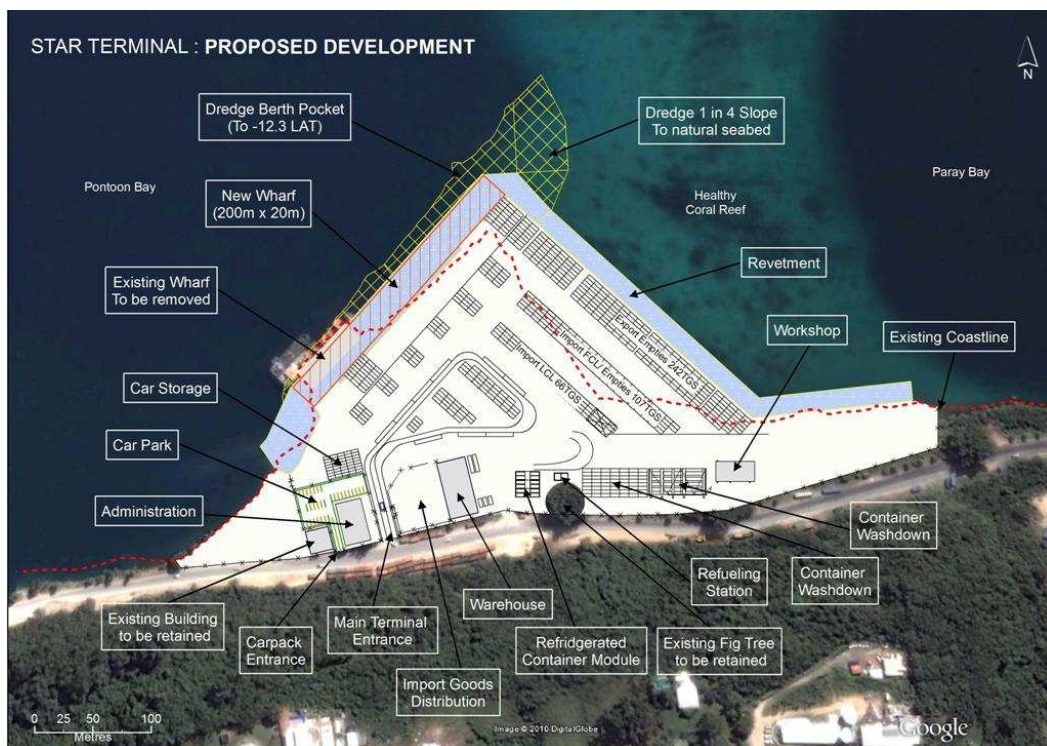 STAR TERMINAL : PROPOSED DEVELOPMENT
N
Dredge Berth Pocket
(To -12.3 LAT)
Dredge 1 in 4 Slope
To natural seabed
Pontoon Bay
New Wharf
(200m x 20m)
Healthy
Coral Reef
Paray Bay
Existing Wharf
To be removed
Revetment
Workshop
Existing Coastline
Car Storage
Export Empties 242TGS
Import FCL/ Empties 107TGS
Import LCL 66TGS
Car Park
Administration
Container
Washdown
Existing Building
to be retained
Carpack
Entrance
Main Terminal
Entrance
Warehouse
Import Goods
Distribution
Refridgerated
Container Module
Refueling
Station
Existing Fig Tree
to be retained
Container
Washdown
0 25 50 100
Metres
Image © 2010 DigitalGlobe
Google